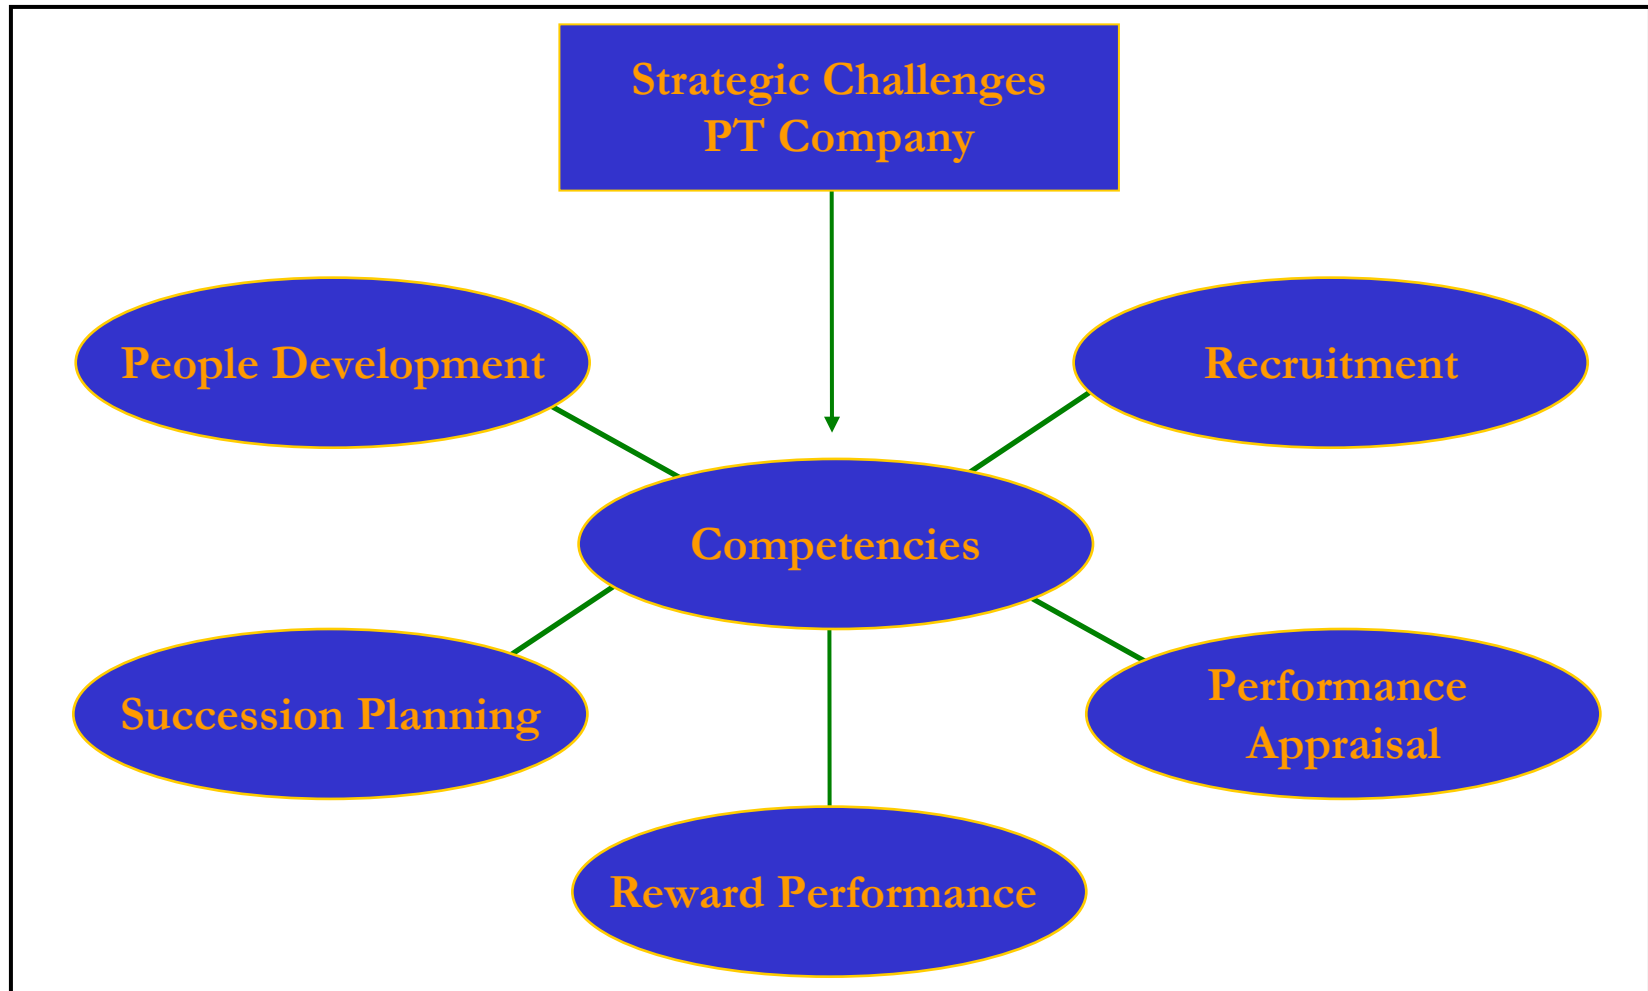 Strategic Challenges
PT Company
People Development
Recruitment
Competencies
Succession Planning
Performance
Appraisal
Reward Performance